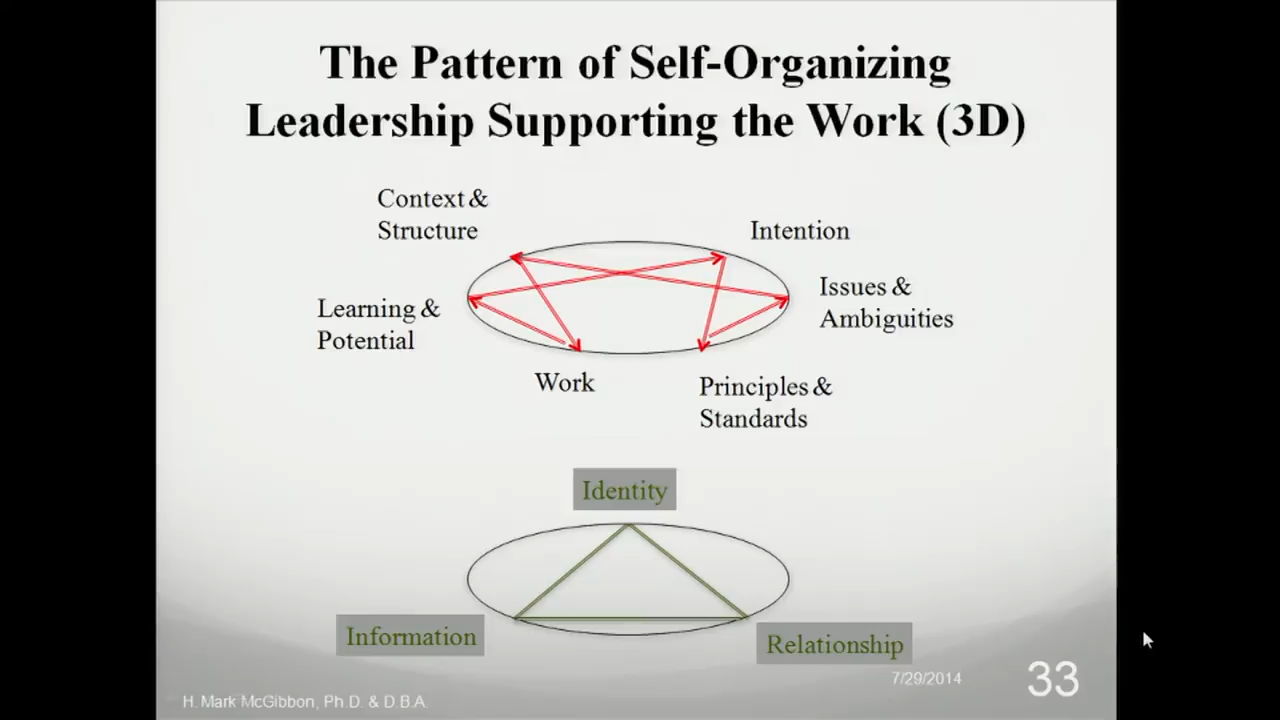 The Pattern of Self-Organizing
Leadership Supporting the Work (3D)
Context &
Structure
Intention
Issues &
Ambiguities
Learning &
Potential
Work
Principles &
Standards
Identity
Information
Relationship
7/29/2014
33
H. Mark McGibbon, Ph.D. & D.B.A.